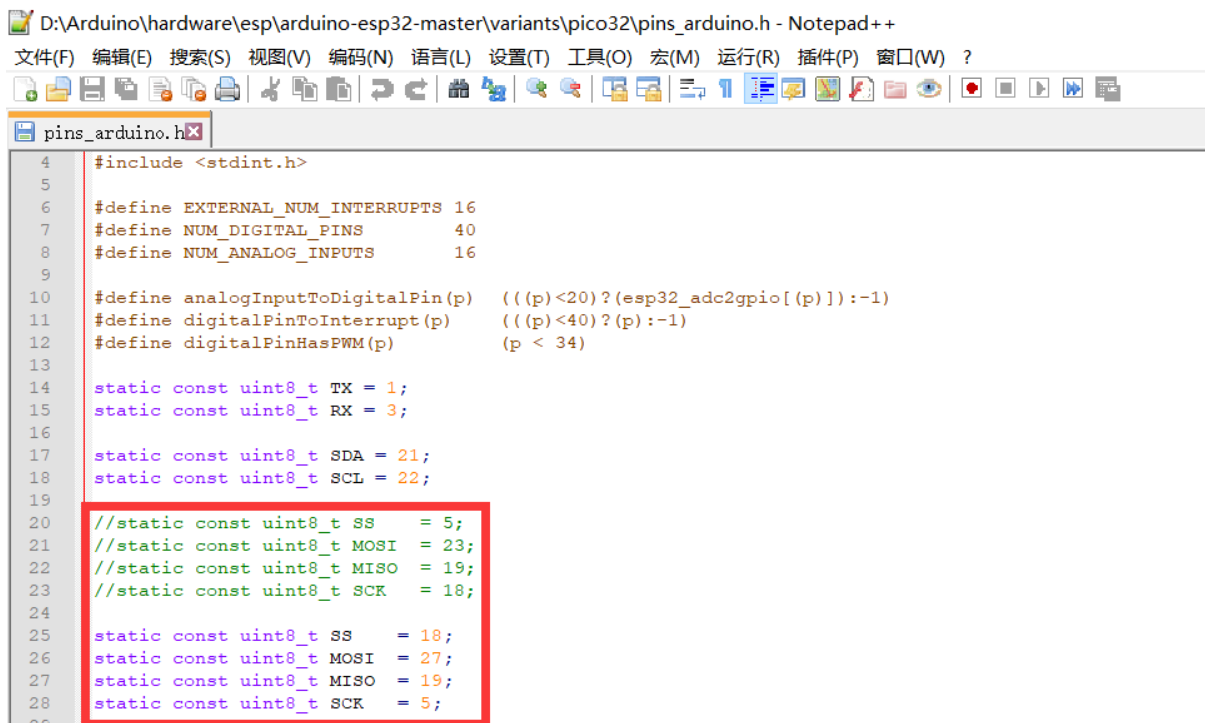 D:\Arduino\hardware\esp\arduino-esp32-master\variants\pico32\pins_arduino.h - Notepad++
文件(F) 编辑(E) 搜索(S) 视图(V) 编码(N) 语言(L) 设置(T) 工具(O) 宏(M) 运行(R) 插件(P) 窗口(W) ?
pins_arduino.h
4 #include <stdint.h>
5
6 #define EXTERNAL_NUM_INTERRUPTS 16
7 #define NUM_DIGITAL_PINS 40
8 #define NUM_ANALOG_INPUTS 16
9
10 #define analogInputToDigitalPin(p) (((p)<20)?(esp32_adc2gpio[(p)]):-1)
11 #define digitalPinToInterrupt(p) (((p)<40)?(p):-1)
12 #define digitalPinHasPWM(p) (p < 34)
13
14 static const uint8_t TX = 1;
15 static const uint8_t RX = 3;
16
17 static const uint8_t SDA = 21;
18 static const uint8_t SCL = 22;
19
20 //static const uint8_t SS = 5;
21 //static const uint8_t MOSI = 23;
22 //static const uint8_t MISO = 19;
23 //static const uint8_t SCK = 18;
24
25 static const uint8_t SS = 18;
26 static const uint8_t MOSI = 27;
27 static const uint8_t MISO = 19;
28 static const uint8_t SCK = 5;